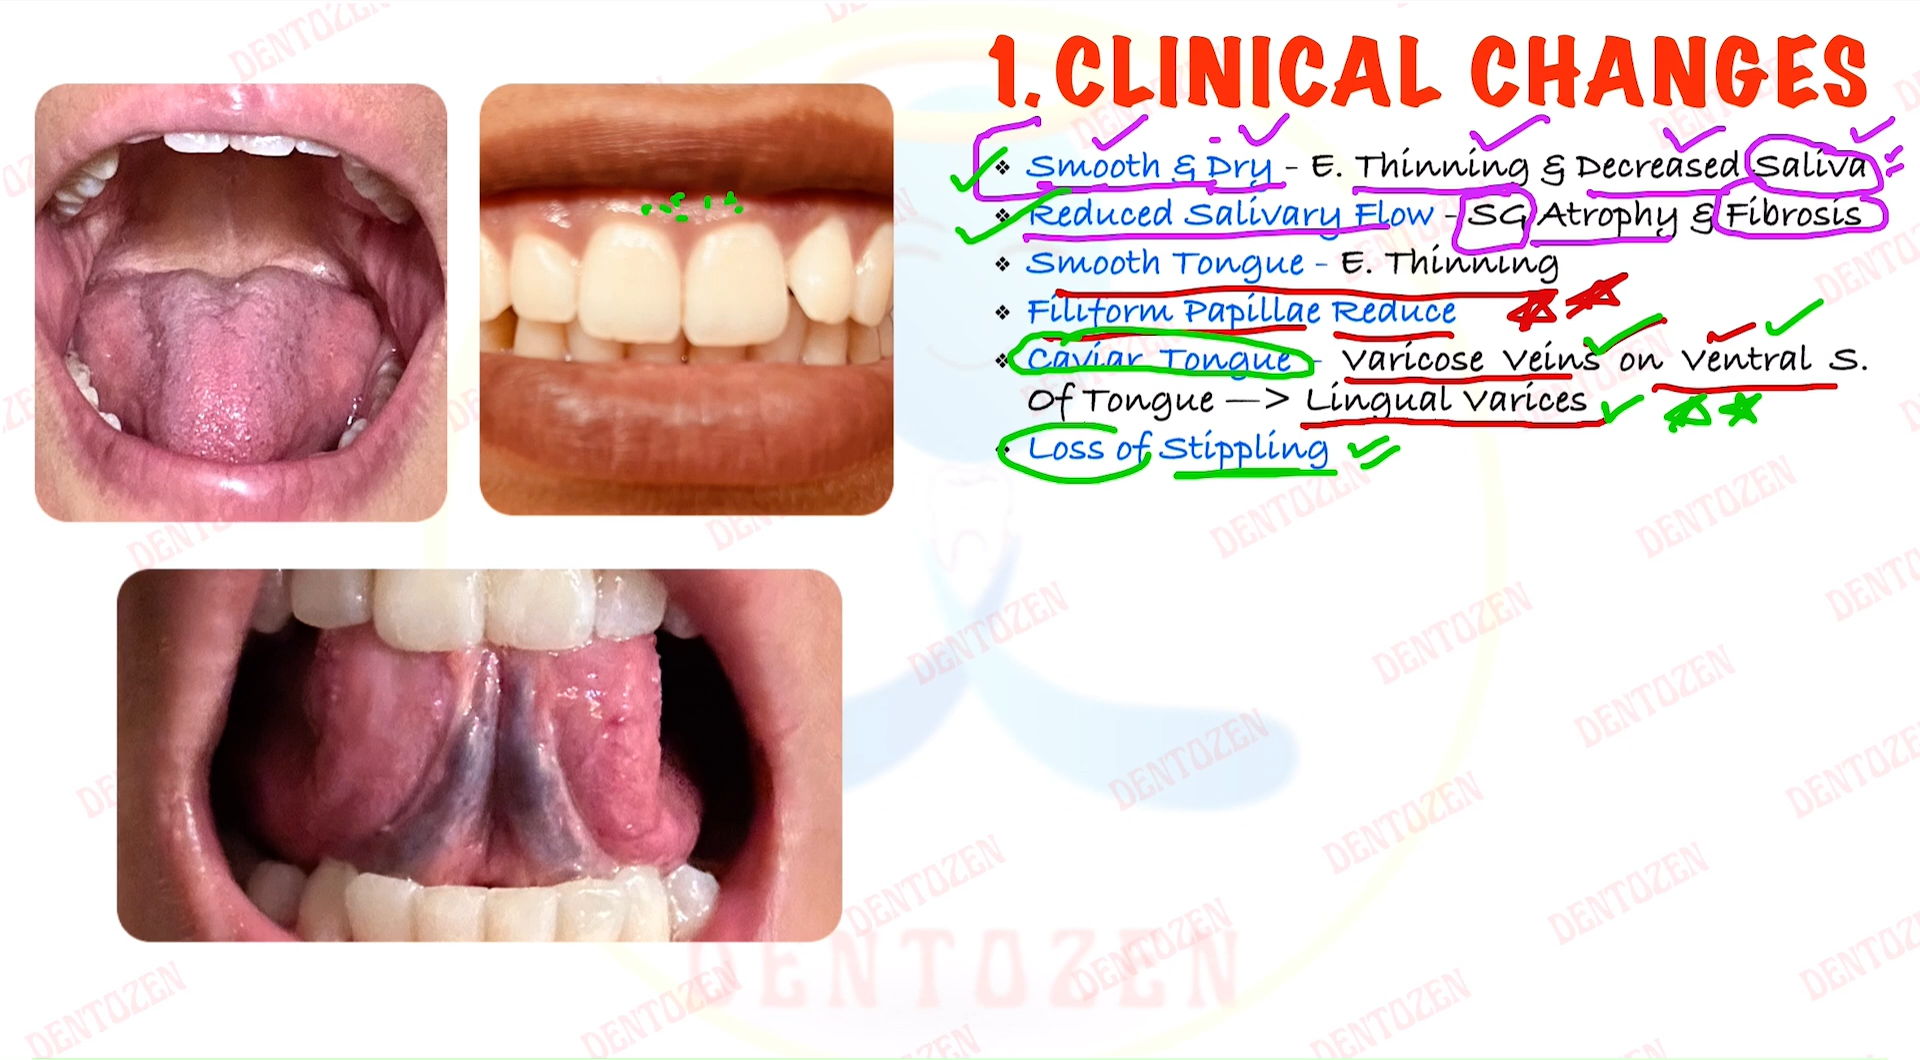 1. CLINICAL CHANGES
❖ Smooth & Dry - E. Thinning & Decreased Saliva
❖ Reduced Salivary Flow - SG Atrophy & Fibrosis
❖ Smooth Tongue - E. Thinning
❖ Filiform Papillae Reduce
❖ Caviar Tongue - Varicose Veins on Ventral S.
Of Tongue —> Lingual Varices
❖ Loss of Stippling
DENTOZEN